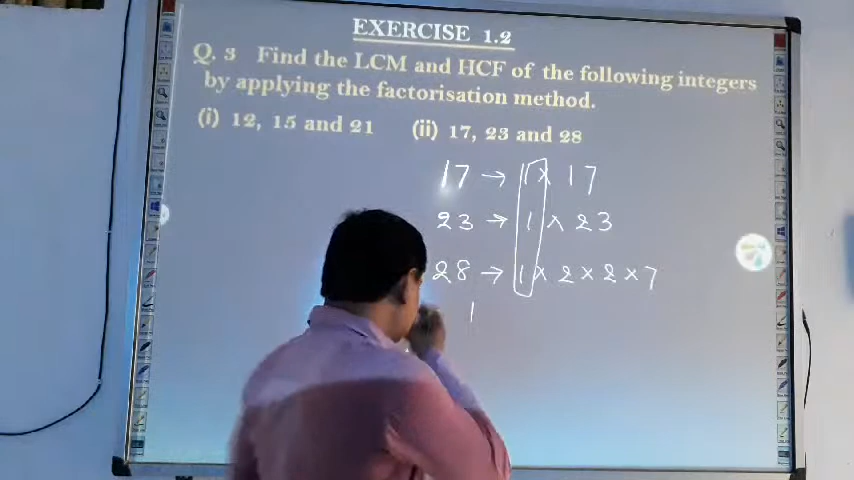 EXERCISE 1.2
Q. 3 Find the LCM and HCF of the following integers
by applying the factorisation method.
(i) 12, 15 and 21 (ii) 17, 23 and 28
17 → 1 × 17
23 → 1 × 23
28 → 1 × 2 × 2 × 7
1